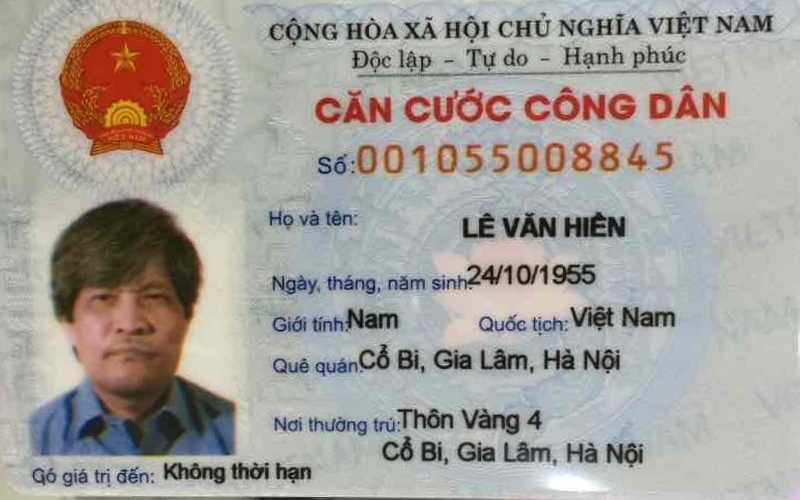 CỘNG HÒA XÃ HỘI CHỦ NGHĨA VIỆT NAM
Độc lập - Tự do - Hạnh phúc
CĂN CƯỚC CÔNG DÂN
Số: 001055008845
Họ và tên: LÊ VĂN HIÊN
Ngày, tháng, năm sinh: 24/10/1955
Giới tính: Nam Quốc tịch: Việt Nam
Quê quán: Cổ Bi, Gia Lâm, Hà Nội
Nơi thường trú: Thôn Vàng 4
Cổ Bi, Gia Lâm, Hà Nội
Có giá trị đến: Không thời hạn